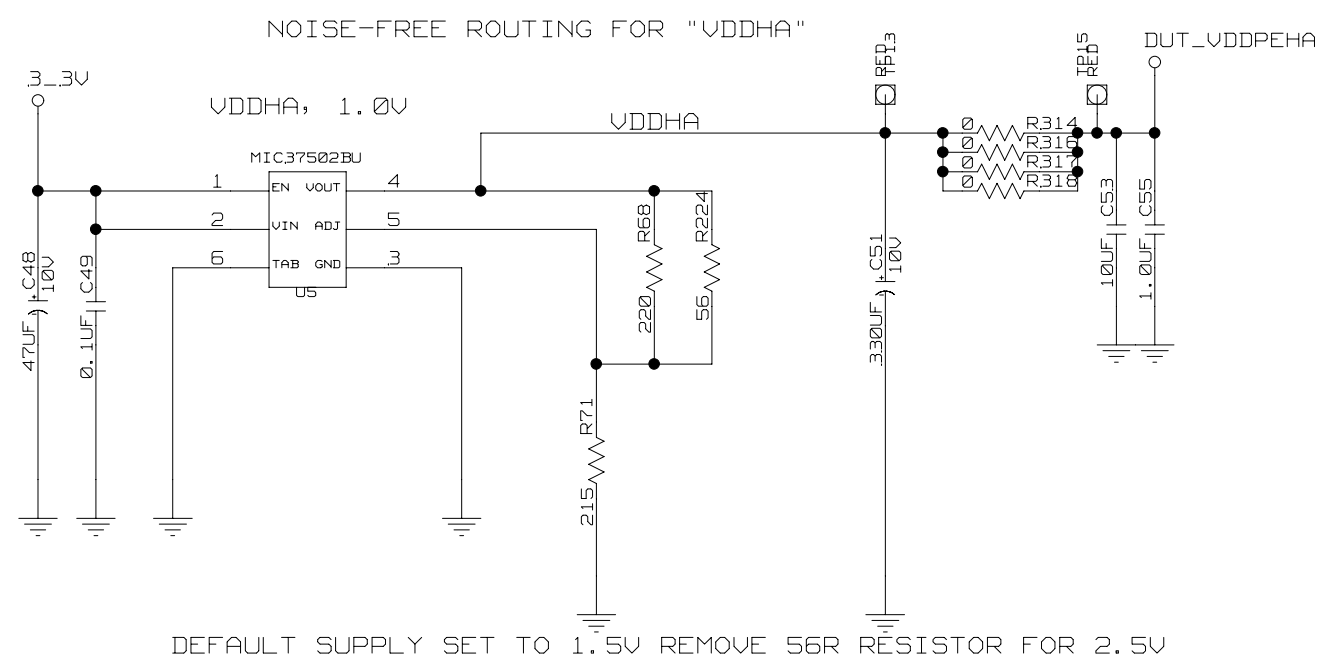 NOISE-FREE ROUTING FOR "VDDHA"
DUT_VDDPEHA
RED
TP13
TP15
RED
3_3V
VDDHA, 1.0V
VDDHA
MIC37502BU
0 R314
0 R316
0 R317
0 R318
1 EN VOUT 4
2 VIN ADJ 5
6 TAB GND 3
U5
C48
10V
47UF
+
C49
0.1UF
R68
220
R224
56
R71
215
C51
10V
330UF
+
C53
10UF
C55
1.0UF
DEFAULT SUPPLY SET TO 1.5V REMOVE 56R RESISTOR FOR 2.5V